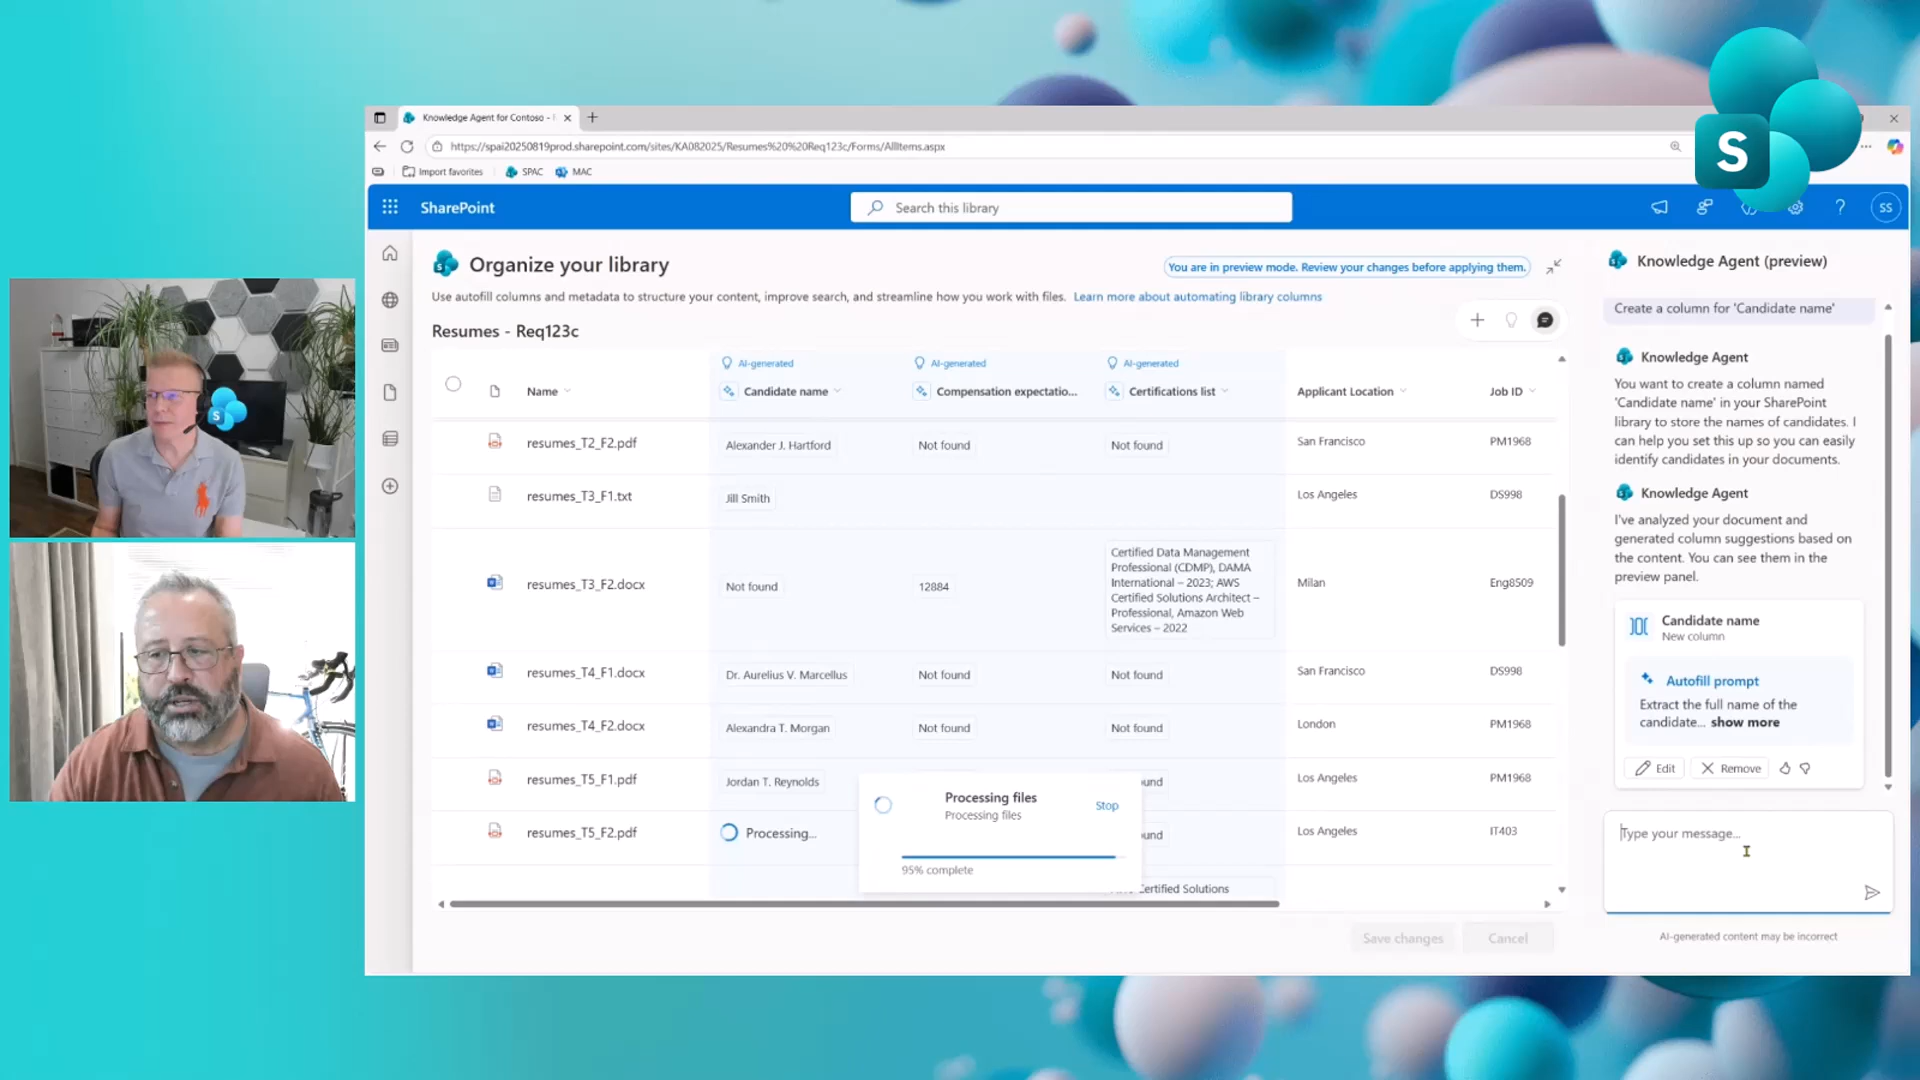 Knowledge Agent for Contoso -
https://spai20250819prod.sharepoint.com/sites/KA082025/Resumes%20%20Req123c/Forms/AllItems.aspx
Import favorites
SPAC
MAC
S
SharePoint
Search this library
SS
Organize your library
You are in preview mode. Review your changes before applying them.
Use autofill columns and metadata to structure your content, improve search, and streamline how you work with files. Learn more about automating library columns
Resumes - Req123c
AI-generated
AI-generated
AI-generated
Name
Candidate name
Compensation expectatio...
Certifications list
Applicant Location
Job ID
resumes_T2_F2.pdf
Alexander J. Hartford
Not found
Not found
San Francisco
PM1968
resumes_T3_F1.txt
Jill Smith
Los Angeles
DS998
resumes_T3_F2.docx
Not found
12884
Certified Data Management
Professional (CDMP), DAMA
International – 2023; AWS
Certified Solutions Architect –
Professional, Amazon Web
Services – 2022
Milan
Eng8509
resumes_T4_F1.docx
Dr. Aurelius V. Marcellus
Not found
Not found
San Francisco
DS998
resumes_T4_F2.docx
Alexandra T. Morgan
Not found
Not found
London
PM1968
resumes_T5_F1.pdf
Jordan T. Reynolds
Los Angeles
PM1968
resumes_T5_F2.pdf
Processing...
Los Angeles
IT403
Certified Solutions
Processing files
Processing files
Stop
95% complete
Save changes
Cancel
Knowledge Agent (preview)
Create a column for 'Candidate name'
Knowledge Agent
You want to create a column named
'Candidate name' in your SharePoint
library to store the names of candidates. I
can help you set this up so you can easily
identify candidates in your documents.
Knowledge Agent
I've analyzed your document and
generated column suggestions based on
the content. You can see them in the
preview panel.
Candidate name
New column
Autofill prompt
Extract the full name of the
candidate... show more
Edit
Remove
Type your message...
AI-generated content may be incorrect
S